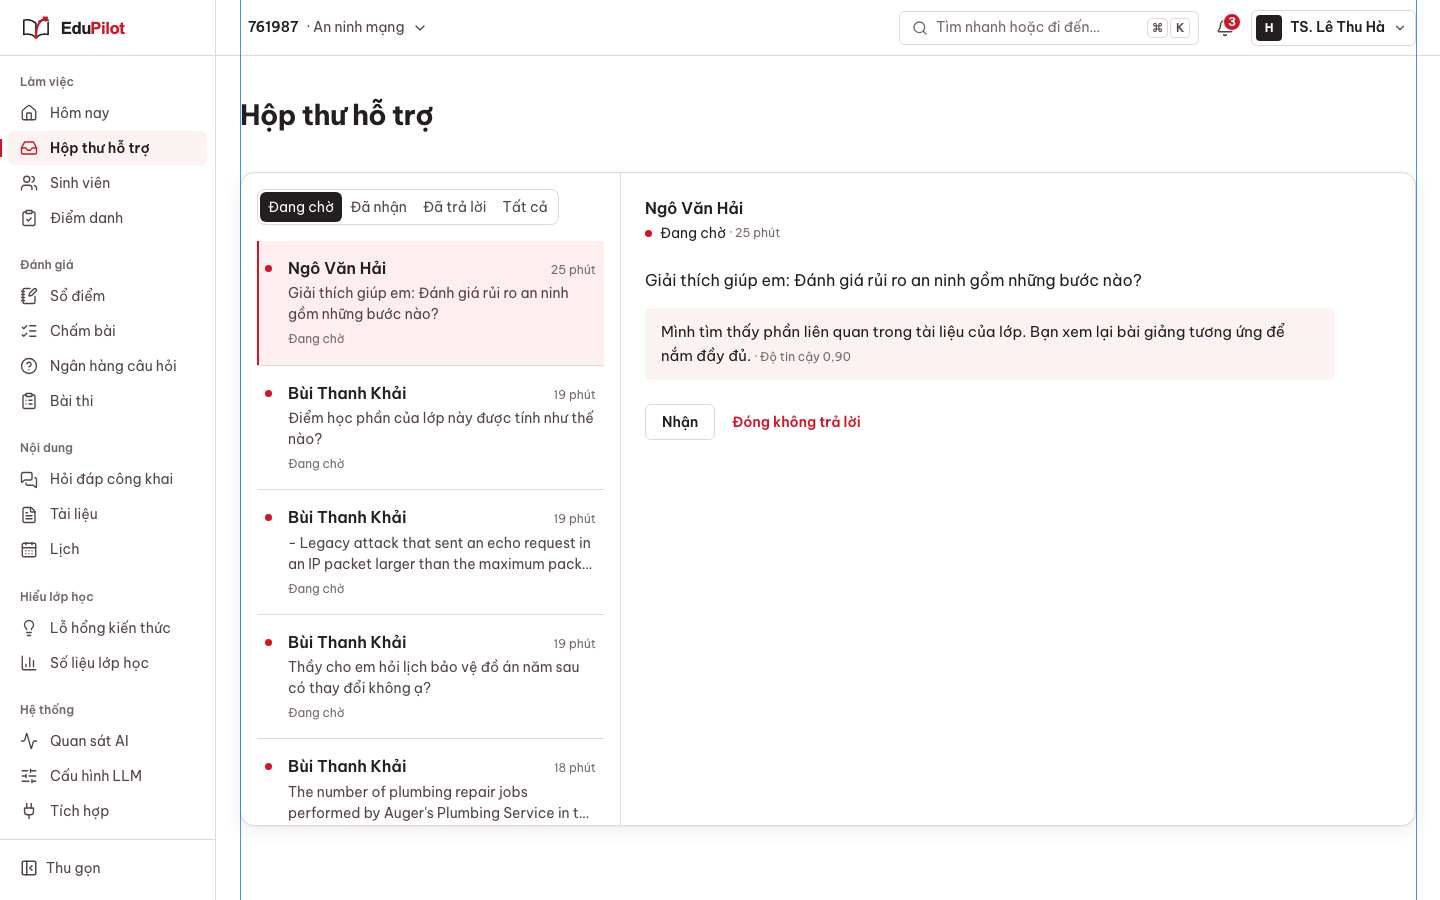 EduPilot
761987 · An ninh mạng
Tìm nhanh hoặc đi đến...
⌘ K
3
H
TS. Lê Thu Hà
Làm việc
Hôm nay
Hộp thư hỗ trợ
Sinh viên
Điểm danh
Đánh giá
Sổ điểm
Chấm bài
Ngân hàng câu hỏi
Bài thi
Nội dung
Hỏi đáp công khai
Tài liệu
Lịch
Hiểu lớp học
Lỗ hổng kiến thức
Số liệu lớp học
Hệ thống
Quan sát AI
Cấu hình LLM
Tích hợp
Thu gọn
Hộp thư hỗ trợ
Đang chờ Đã nhận Đã trả lời Tất cả
Ngô Văn Hải 25 phút
Giải thích giúp em: Đánh giá rủi ro an ninh
gồm những bước nào?
Đang chờ
Bùi Thanh Khải 19 phút
Điểm học phần của lớp này được tính như thế
nào?
Đang chờ
Bùi Thanh Khải 19 phút
- Legacy attack that sent an echo request in
an IP packet larger than the maximum pack...
Đang chờ
Bùi Thanh Khải 19 phút
Thầy cho em hỏi lịch bảo vệ đồ án năm sau
có thay đổi không ạ?
Đang chờ
Bùi Thanh Khải 18 phút
The number of plumbing repair jobs
performed by Auger's Plumbing Service in t...
Ngô Văn Hải
Đang chờ · 25 phút
Giải thích giúp em: Đánh giá rủi ro an ninh gồm những bước nào?
Mình tìm thấy phần liên quan trong tài liệu của lớp. Bạn xem lại bài giảng tương ứng để
nắm đầy đủ. · Độ tin cậy 0,90
Nhận Đóng không trả lời